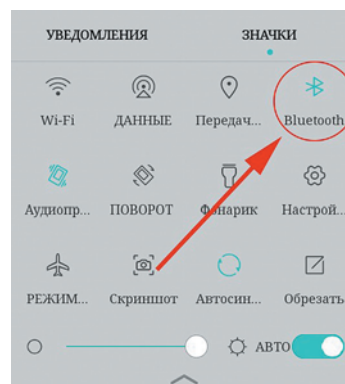 УВЕДОМЛЕНИЯ ЗНАЧКИ
Wi-Fi ДАННЫЕ Передач... Bluetooth
Аудиопр... ПОВОРОТ Фонарик Настрой...
РЕЖИМ... Скриншот Автосин... Обрезать
АВТО